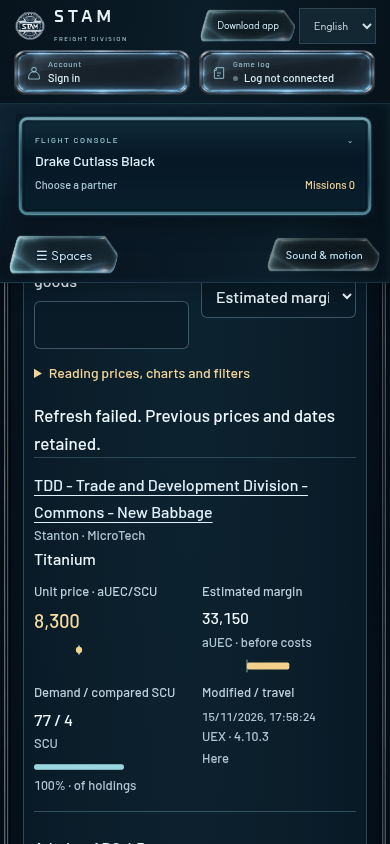 STAM
FREIGHT DIVISION
Download app
English
Account
Sign in
Game log
Log not connected
FLIGHT CONSOLE
Drake Cutlass Black
Choose a partner
Missions 0
☰ Spaces
Sound & motion
goods
Estimated margi
▶ Reading prices, charts and filters
Refresh failed. Previous prices and dates
retained.
TDD - Trade and Development Division -
Commons - New Babbage
Stanton · MicroTech
Titanium
Unit price · aUEC/SCU
8,300
Estimated margin
33,150
aUEC · before costs
Demand / compared SCU
77 / 4
SCU
100% · of holdings
Modified / travel
15/11/2026, 17:58:24
UEX · 4.10.3
Here